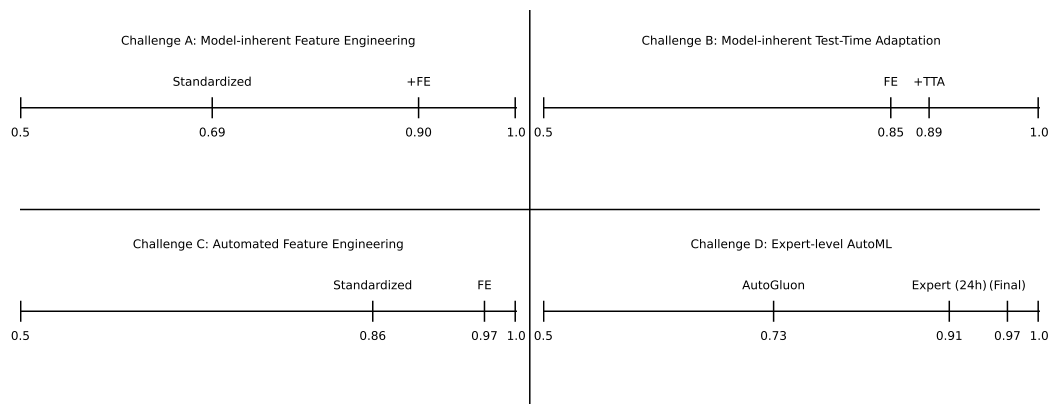 Challenge A: Model-inherent Feature Engineering
Standardized +FE
0.5 0.69 0.90 1.0
Challenge B: Model-inherent Test-Time Adaptation
FE +TTA
0.5 0.85 0.89 1.0
Challenge C: Automated Feature Engineering
Standardized FE
0.5 0.86 0.97 1.0
Challenge D: Expert-level AutoML
AutoGluon Expert (24h) (Final)
0.5 0.73 0.91 0.97 1.0